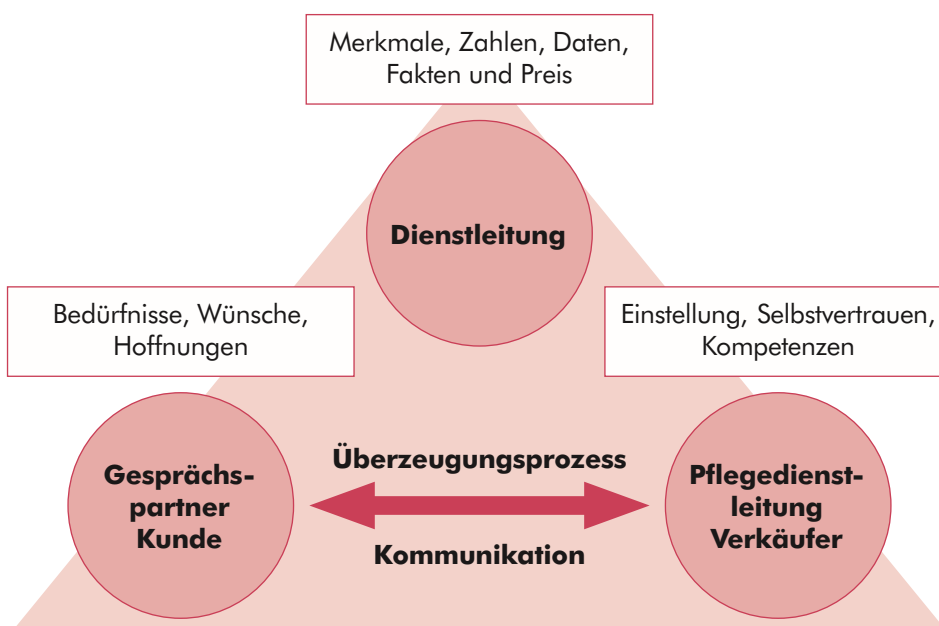 Merkmale, Zahlen, Daten,
Fakten und Preis
Dienstleitung
Bedürfnisse, Wünsche,
Hoffnungen
Einstellung, Selbstvertrauen,
Kompetenzen
Gesprächs-
partner
Kunde
Überzeugungsprozess
Kommunikation
Pflegedienst-
leitung
Verkäufer